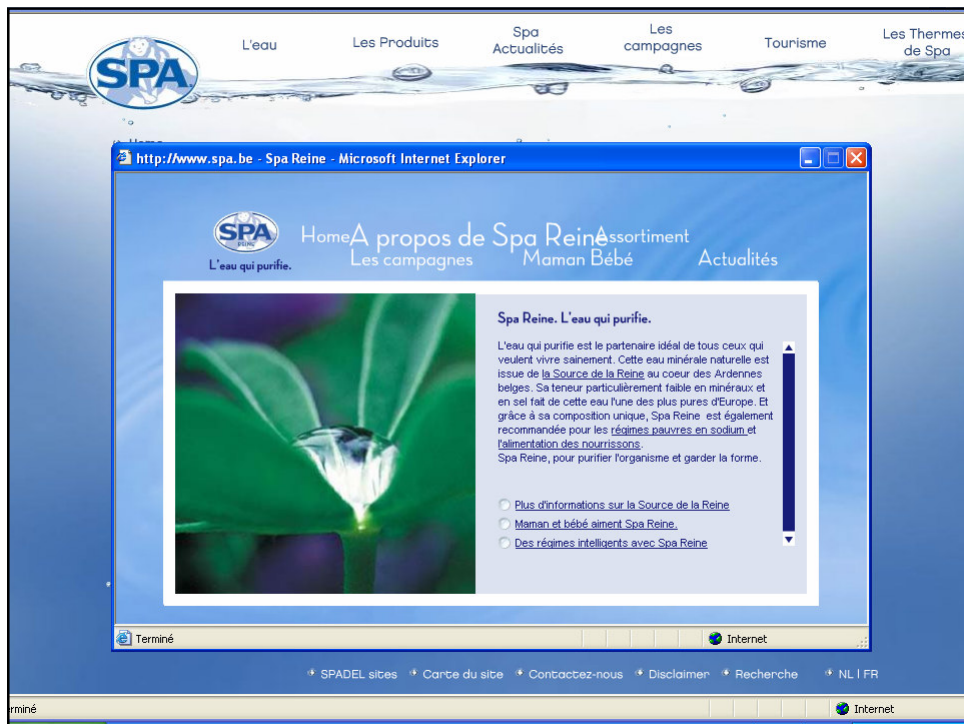 L'eau
Les Produits
Spa
Actualités
Les
campagnes
Tourisme
Les Thermes
de Spa
SPA
Home
http://www.spa.be - Spa Reine - Microsoft Internet Explorer
SPA
REINE
L'eau qui purifie.
Home
A propos de Spa Reine
Assortiment
Les campagnes
Maman Bébé
Actualités
Spa Reine. L'eau qui purifie.
L'eau qui purifie est le partenaire idéal de tous ceux qui
veulent vivre sainement. Cette eau minérale naturelle est
issue de la Source de la Reine au coeur des Ardennes
belges. Sa teneur particulièrement faible en minéraux et
en sel fait de cette eau l'une des plus pures d'Europe. Et
grâce à sa composition unique, Spa Reine est également
recommandée pour les régimes pauvres en sodium et
l'alimentation des nourrissons.
Spa Reine, pour purifier l'organisme et garder la forme.
Plus d'informations sur la Source de la Reine
Maman et bébé aiment Spa Reine.
Des régimes intelligents avec Spa Reine
Terminé
Internet
SPADEL sites
Carte du site
Contactez-nous
Disclaimer
Recherche
NL | FR
erminé
Internet